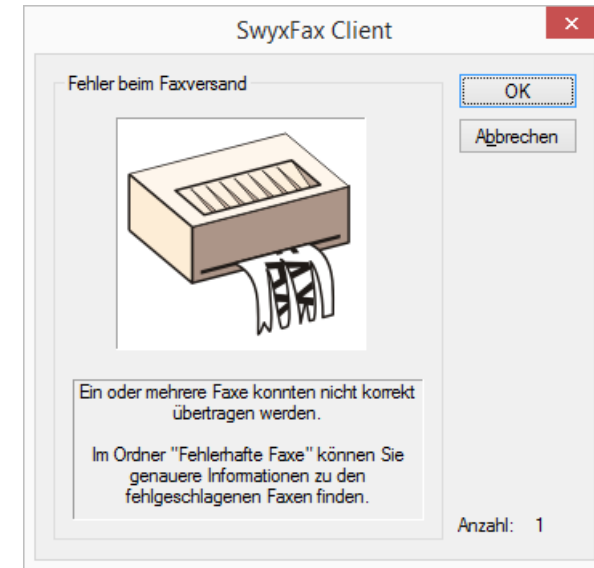 SwyxFax Client
Fehler beim Faxversand
OK
Abbrechen
FAX
Ein oder mehrere Faxe konnten nicht korrekt
übertragen werden.
Im Ordner "Fehlerhafte Faxe" können Sie
genauere Informationen zu den
fehlgeschlagenen Faxen finden.
Anzahl: 1